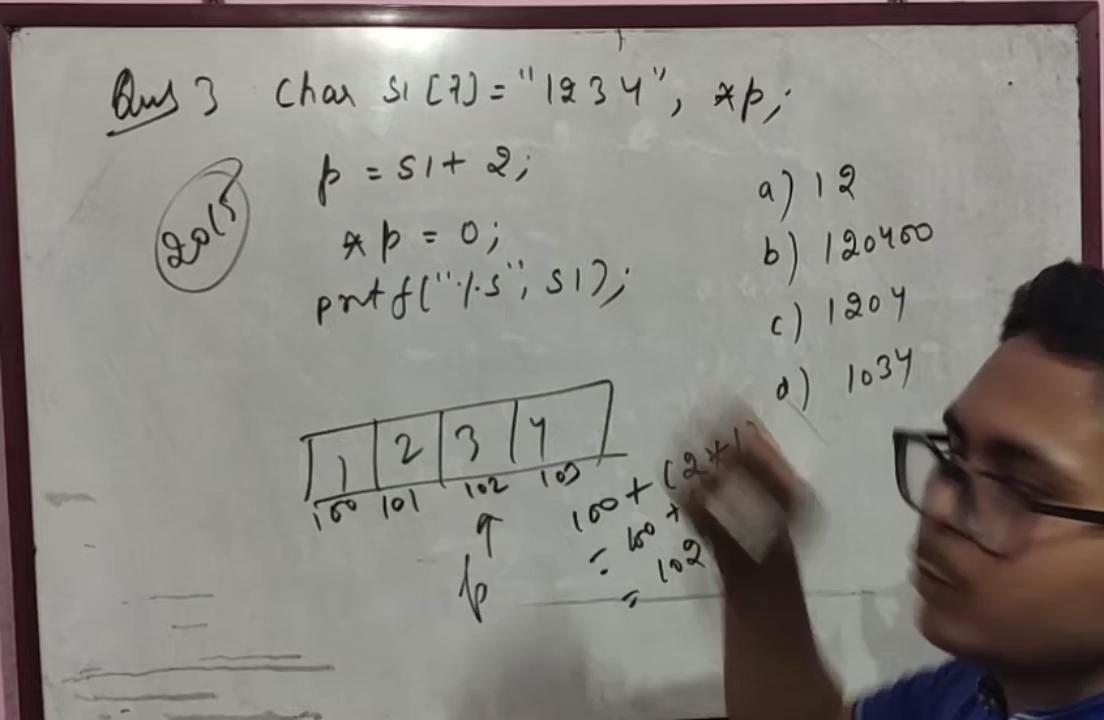 Qus 3 Char s1[7]="1234", *p;
p = s1+ 2;
2015
*p = 0;
prntf("%s", s1);
a) 12
b) 120400
c) 1204
d) 1034
1 2 3 4
100 101 102 103
p
100 + (2*1)
= 100 +
= 102